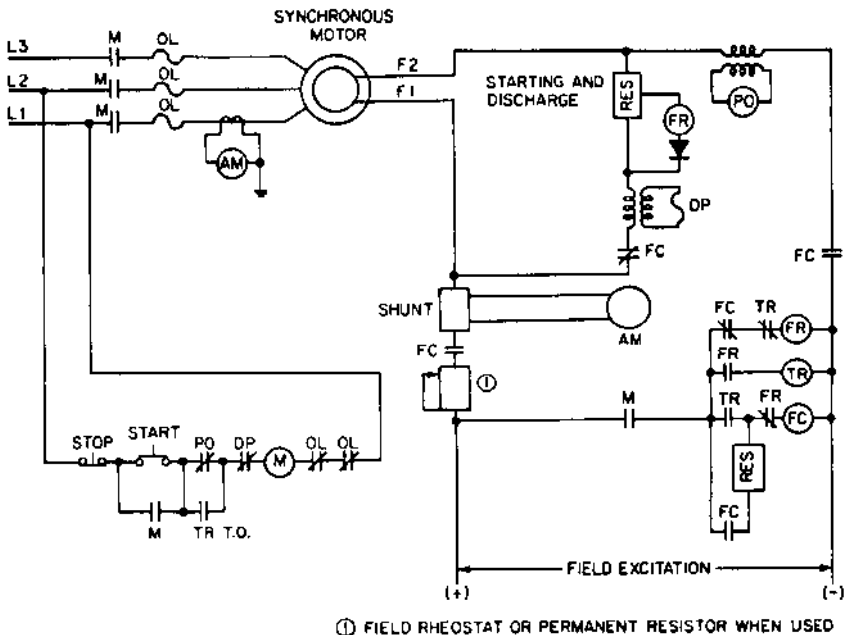 SYNCHRONOUS
MOTOR
L3
M
OL
L2
M
OL
F2
STARTING AND
DISCHARGE
RES
PO
L1
M
OL
F1
FR
AM
DP
FC
FC
SHUNT
AM
FC TR FR
FC
①
FR TR
M
TR FR FC
STOP START PO DP M OL OL
RES
M TR T.O.
FC
FIELD EXCITATION
(+) (-)
① FIELD RHEOSTAT OR PERMANENT RESISTOR WHEN USED